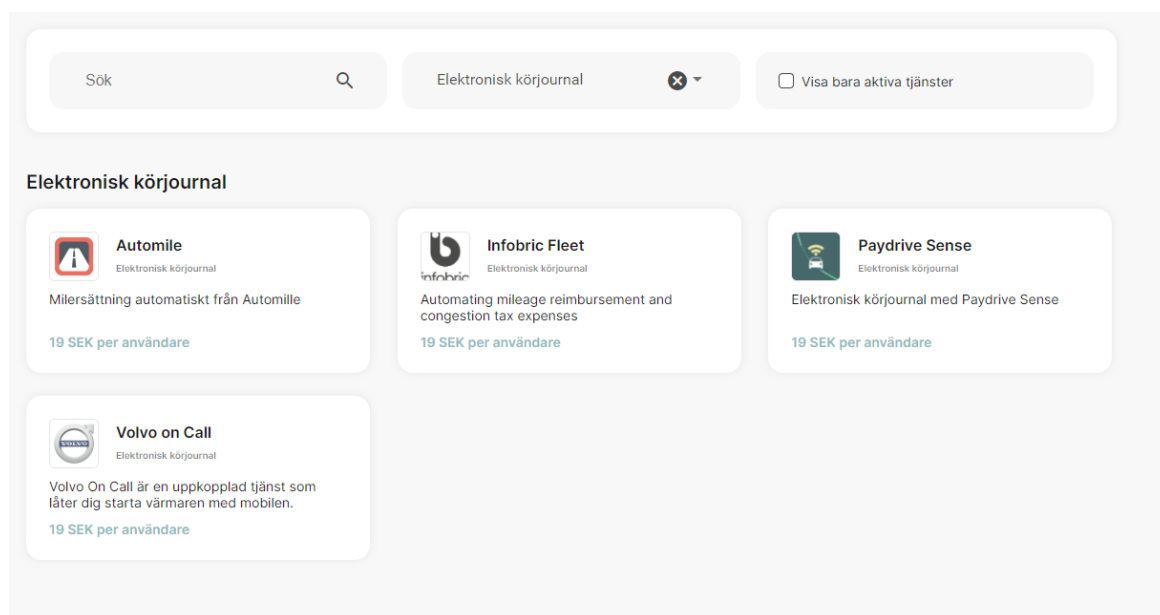 Sök
Elektronisk körjournal
Visa bara aktiva tjänster
Elektronisk körjournal
Automile
Elektronisk körjournal
Milersättning automatiskt från Automille
19 SEK per användare
infobric
Infobric Fleet
Elektronisk körjournal
Automating mileage reimbursement and
congestion tax expenses
19 SEK per användare
Paydrive Sense
Elektronisk körjournal
Elektronisk körjournal med Paydrive Sense
19 SEK per användare
VOLVO
Volvo on Call
Elektronisk körjournal
Volvo On Call är en uppkopplad tjänst som
låter dig starta värmaren med mobilen.
19 SEK per användare